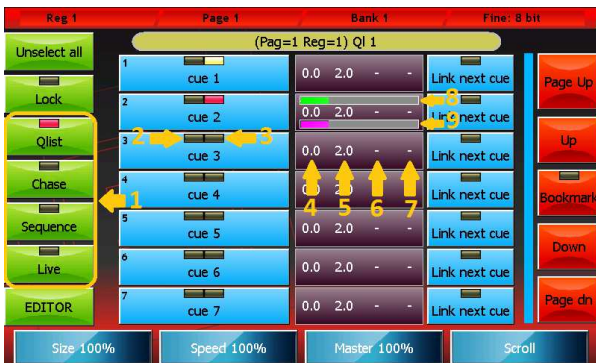 Reg 1 Page 1 Bank 1 Fine: 8 bit
Unselect all
(Pag=1 Reg=1) Ql 1
1 cue 1 0.0 2.0 - - Link next cue
Page Up
Lock
2 cue 2 0.0 2.0 - - Link next cue
8
9
Qlist
2 3
Up
3 cue 3 0.0 2.0 - - Link next cue
Chase
1
4 cue 4 Link next cue
4 5 6 7
Bookmark
Sequence
5 cue 5 0.0 2.0 - - Link next cue
Down
Live
6 cue 6 0.0 2.0 - - Link next cue
EDITOR
7 cue 7 0.0 2.0 - - Link next cue
Page dn
Size 100% Speed 100% Master 100% Scroll